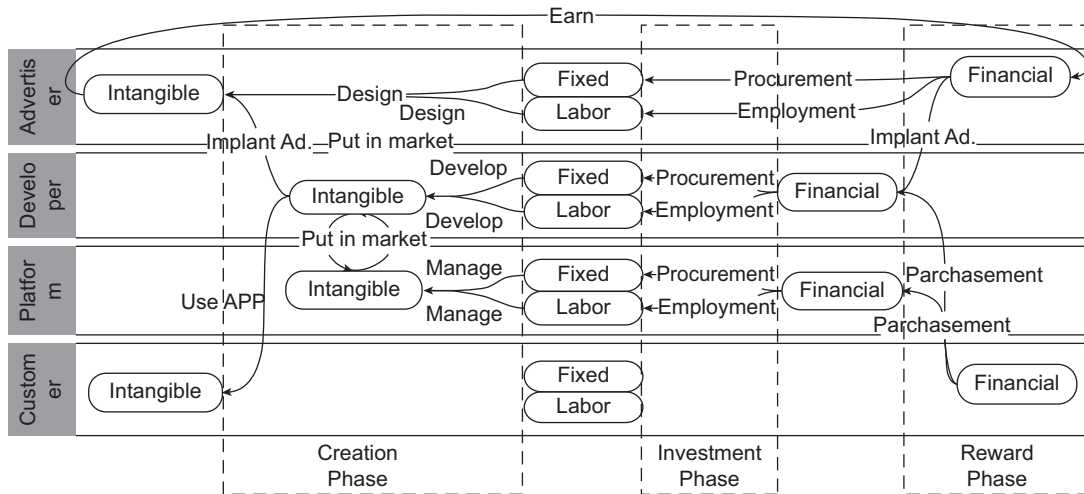 Earn
Advertis
er
Intangible
Design
Design
Fixed
Labor
Procurement
Employment
Financial
Implant Ad.
Put in market
Implant Ad.
Develo
per
Intangible
Develop
Develop
Fixed
Labor
Procurement
Employment
Financial
Put in market
Platfor
m
Intangible
Manage
Manage
Fixed
Labor
Procurement
Employment
Financial
Parchasement
Parchasement
Use APP
Custom
er
Intangible
Fixed
Labor
Financial
Creation
Phase
Investment
Phase
Reward
Phase